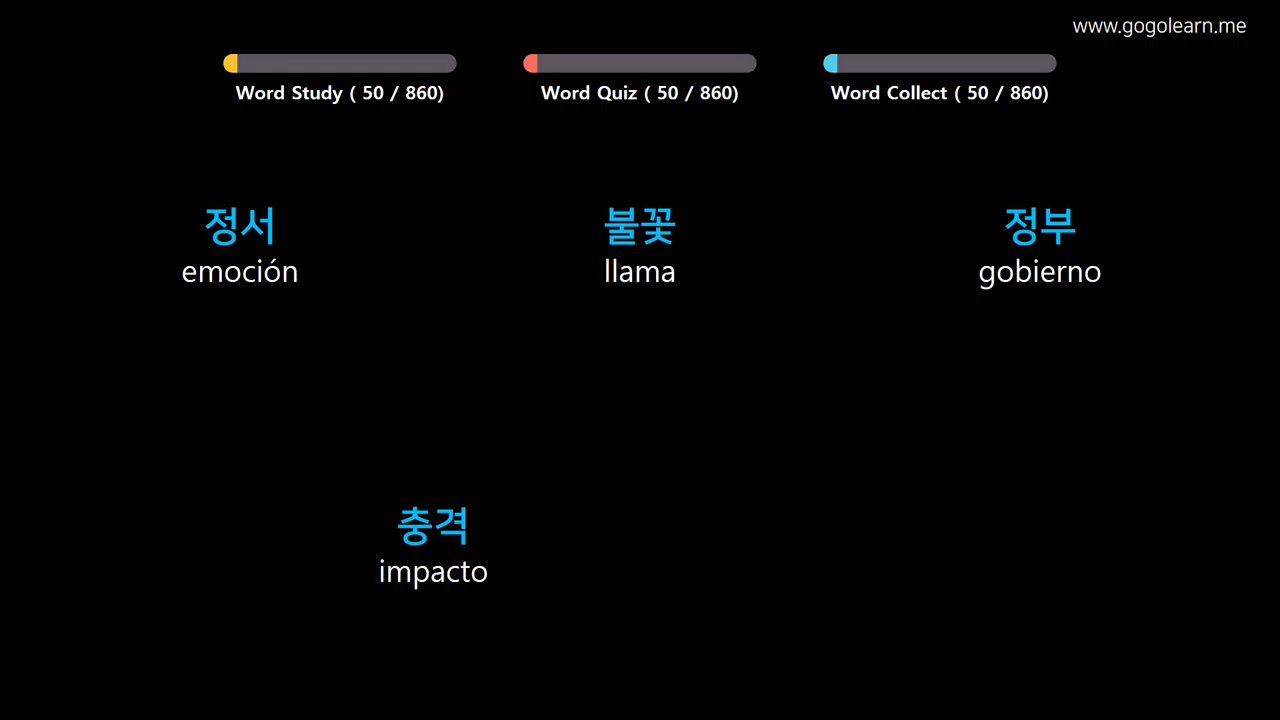 www.gogolearn.me
Word Study ( 50 / 860)
Word Quiz ( 50 / 860)
Word Collect ( 50 / 860)
정서
emoción
불꽃
llama
정부
gobierno
충격
impacto